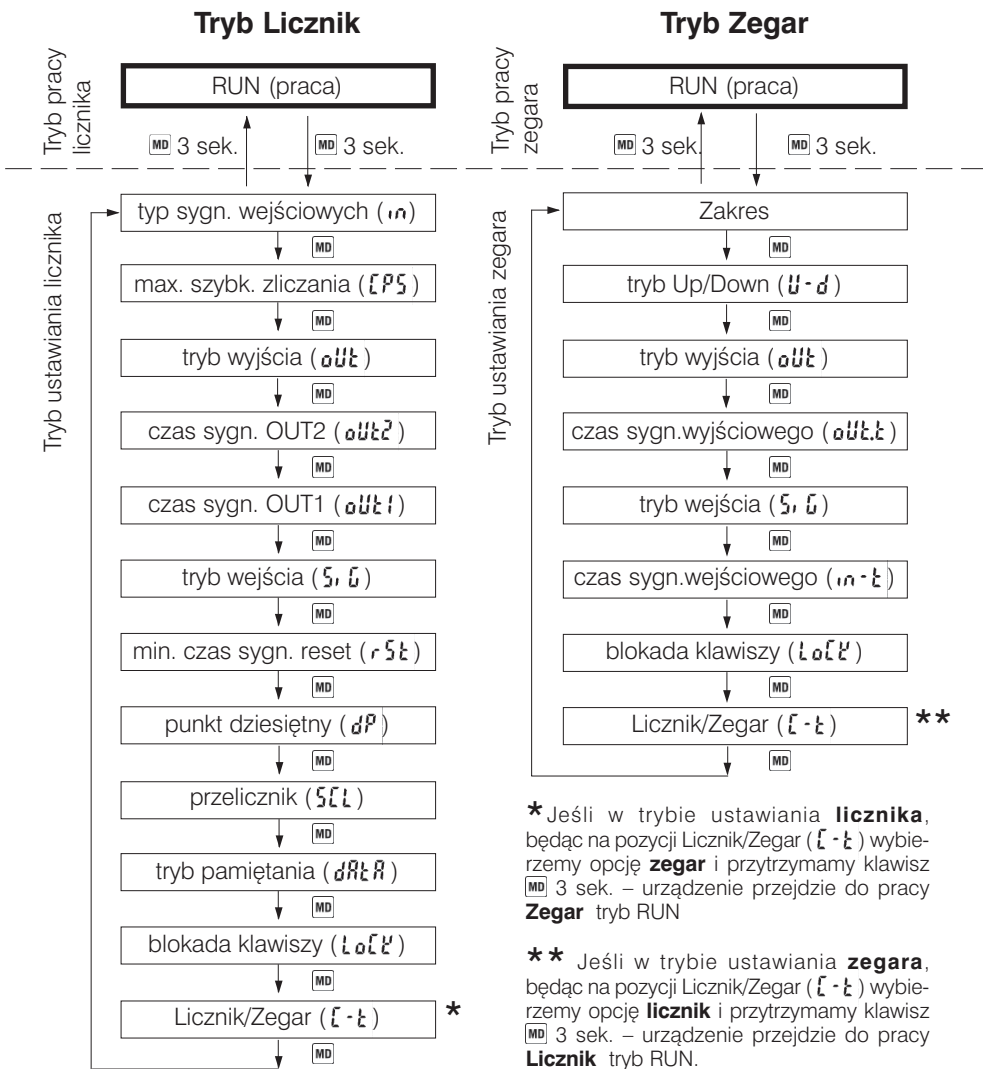 Tryb Licznik
Tryb pracy
licznika
RUN (praca)
MD 3 sek.
MD 3 sek.
Tryb ustawiania licznika
typ sygn. wejściowych (in)
MD
max. szybk. zliczania (CPS)
MD
tryb wyjścia (oUt)
MD
czas sygn. OUT2 (oUt2)
MD
czas sygn. OUT1 (oUt1)
MD
tryb wejścia (SiG)
MD
min. czas sygn. reset (rSt)
MD
punkt dziesiętny (dP)
MD
przelicznik (SCL)
MD
tryb pamiętania (dAtA)
MD
blokada klawiszy (LoCK)
MD
Licznik/Zegar (C-t) *
MD
Tryb Zegar
Tryb pracy
zegara
RUN (praca)
MD 3 sek.
MD 3 sek.
Tryb ustawiania zegara
Zakres
MD
tryb Up/Down (U-d)
MD
tryb wyjścia (oUt)
MD
czas sygn.wyjściowego (oUt.t)
MD
tryb wejścia (SiG)
MD
czas sygn.wejściowego (in-t)
MD
blokada klawiszy (LoCK)
MD
Licznik/Zegar (C-t) **
MD
*Jeśli w trybie ustawiania licznika,
będąc na pozycji Licznik/Zegar (C-t) wybie-
rzemy opcję zegar i przytrzymamy klawisz
MD 3 sek. – urządzenie przejdzie do pracy
Zegar tryb RUN
** Jeśli w trybie ustawiania zegara,
będąc na pozycji Licznik/Zegar (C-t) wybie-
rzemy opcję licznik i przytrzymamy klawisz
MD 3 sek. – urządzenie przejdzie do pracy
Licznik tryb RUN.